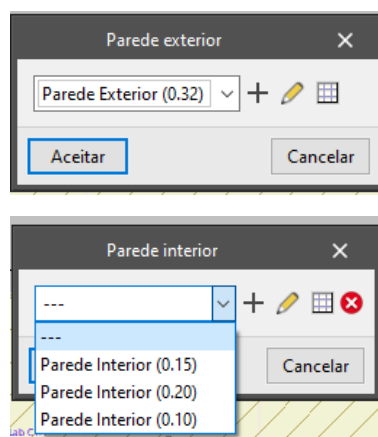 Parede exterior
Parede Exterior (0.32)
Aceitar
Cancelar
Parede interior
---
---
Parede Interior (0.15)
Cancelar
Parede Interior (0.20)
Parede Interior (0.10)